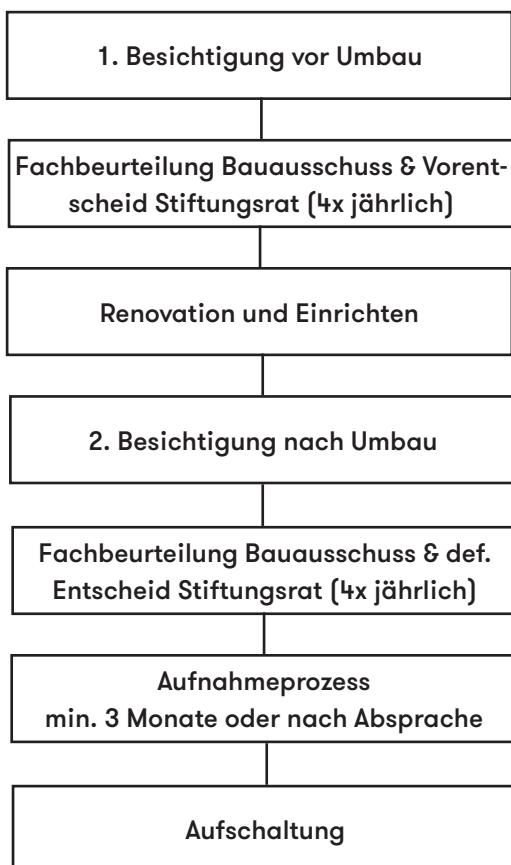 1. Besichtigung vor Umbau
Fachbeurteilung Bauausschuss & Vorent-
scheid Stiftungsrat (4x jährlich)
Renovation und Einrichten
2. Besichtigung nach Umbau
Fachbeurteilung Bauausschuss & def.
Entscheid Stiftungsrat (4x jährlich)
Aufnahmeprozess
min. 3 Monate oder nach Absprache
Aufschaltung